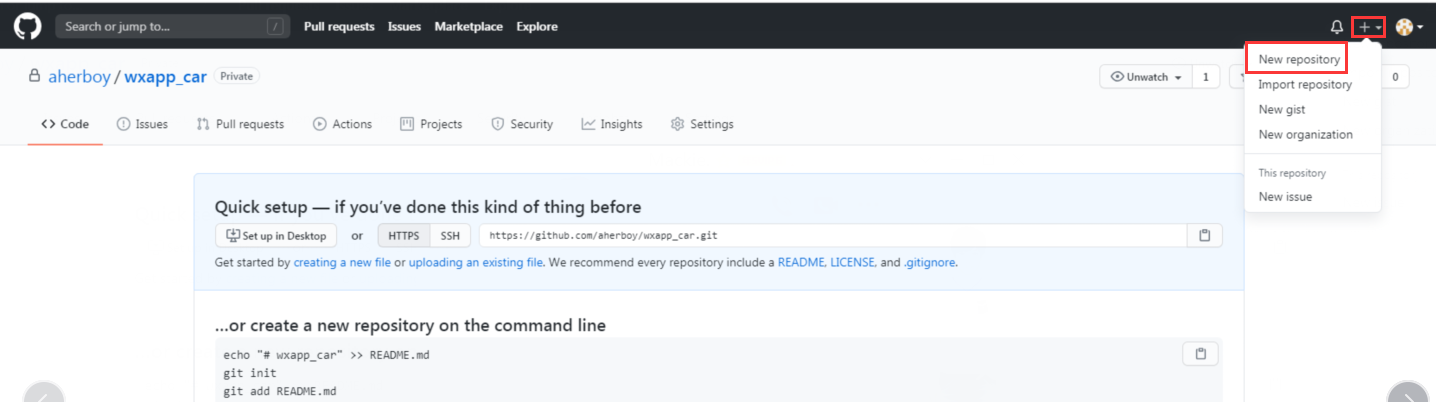 Search or jump to... /
Pull requests Issues Marketplace Explore
aherboy / wxapp_car Private
Unwatch 1
0
New repository
Import repository
New gist
New organization
This repository
New issue
Code Issues Pull requests Actions Projects Security Insights Settings
Quick setup — if you've done this kind of thing before
Set up in Desktop or HTTPS SSH https://github.com/aherboy/wxapp_car.git
Get started by creating a new file or uploading an existing file. We recommend every repository include a README, LICENSE, and .gitignore.
...or create a new repository on the command line
echo "# wxapp_car" >> README.md
git init
git add README.md